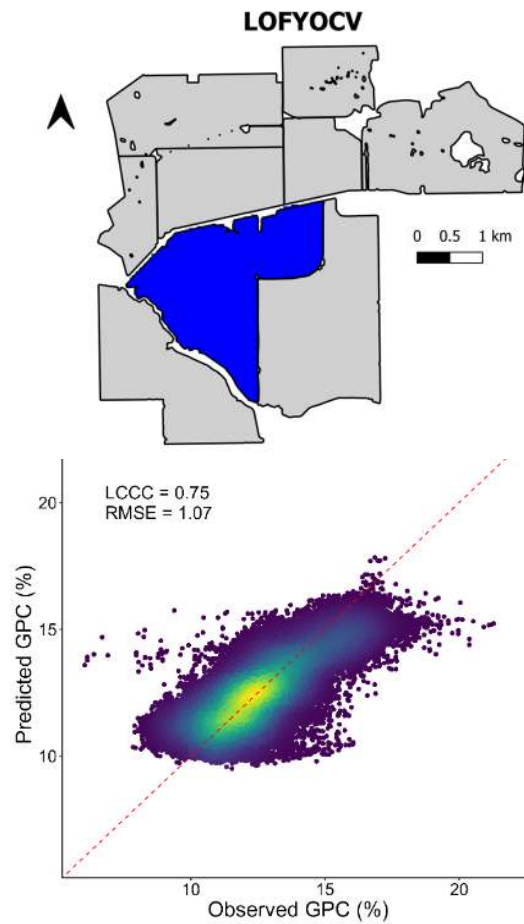 LOFYOCV
0 0.5 1 km
LCCC = 0.75
RMSE = 1.07
20
15
10
Predicted GPC (%)
10 15 20
Observed GPC (%)